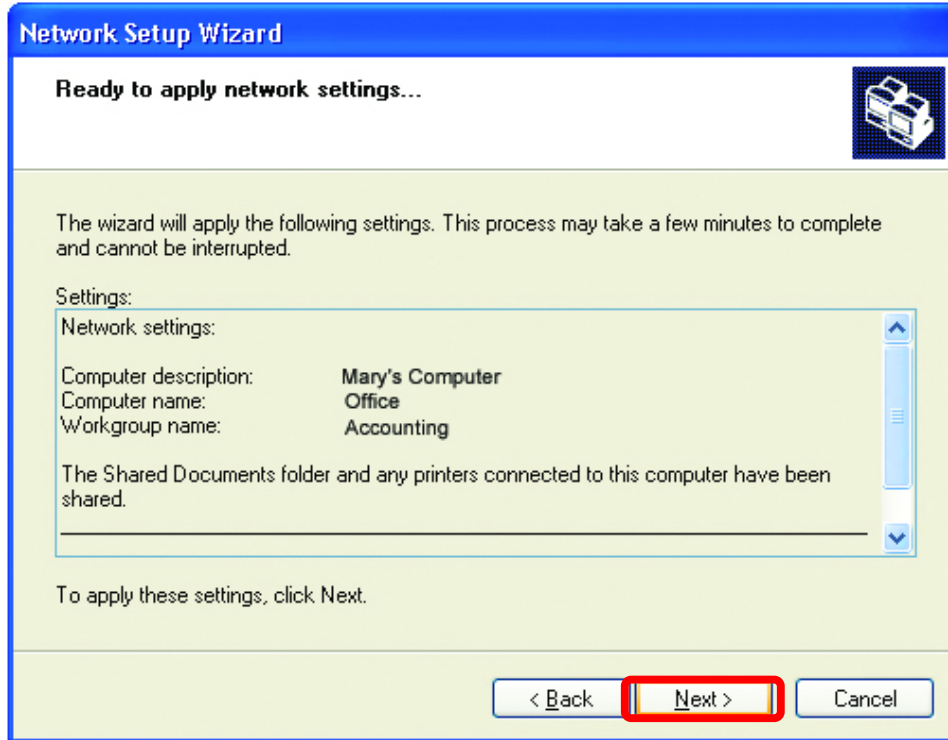 Network Setup Wizard
Ready to apply network settings...
The wizard will apply the following settings. This process may take a few minutes to complete
and cannot be interrupted.
Settings:
Network settings:
Computer description: Mary's Computer
Computer name: Office
Workgroup name: Accounting
The Shared Documents folder and any printers connected to this computer have been
shared.
To apply these settings, click Next.
< Back Next > Cancel